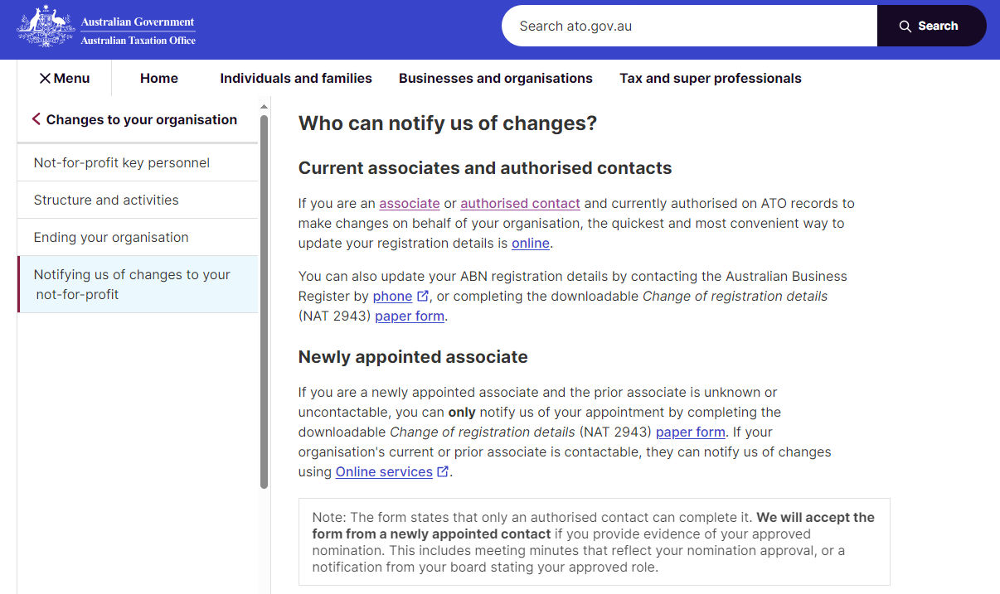 Australian Government
Australian Taxation Office
Search ato.gov.au
Search
Menu
Home
Individuals and families
Businesses and organisations
Tax and super professionals
Changes to your organisation
Not-for-profit key personnel
Structure and activities
Ending your organisation
Notifying us of changes to your
not-for-profit
Who can notify us of changes?
Current associates and authorised contacts
If you are an associate or authorised contact and currently authorised on ATO records to
make changes on behalf of your organisation, the quickest and most convenient way to
update your registration details is online.
You can also update your ABN registration details by contacting the Australian Business
Register by phone, or completing the downloadable Change of registration details
(NAT 2943) paper form.
Newly appointed associate
If you are a newly appointed associate and the prior associate is unknown or
uncontactable, you can only notify us of your appointment by completing the
downloadable Change of registration details (NAT 2943) paper form. If your
organisation's current or prior associate is contactable, they can notify us of changes
using Online services.
Note: The form states that only an authorised contact can complete it. We will accept the
form from a newly appointed contact if you provide evidence of your approved
nomination. This includes meeting minutes that reflect your nomination approval, or a
notification from your board stating your approved role.